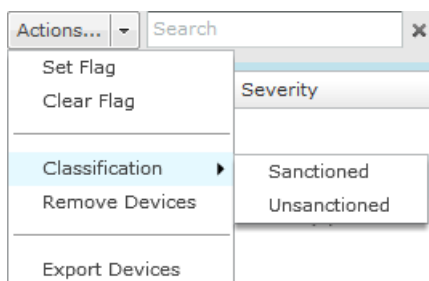 Actions... Search
Set Flag
Clear Flag
Severity
Classification
Sanctioned
Remove Devices
Unsanctioned
Export Devices